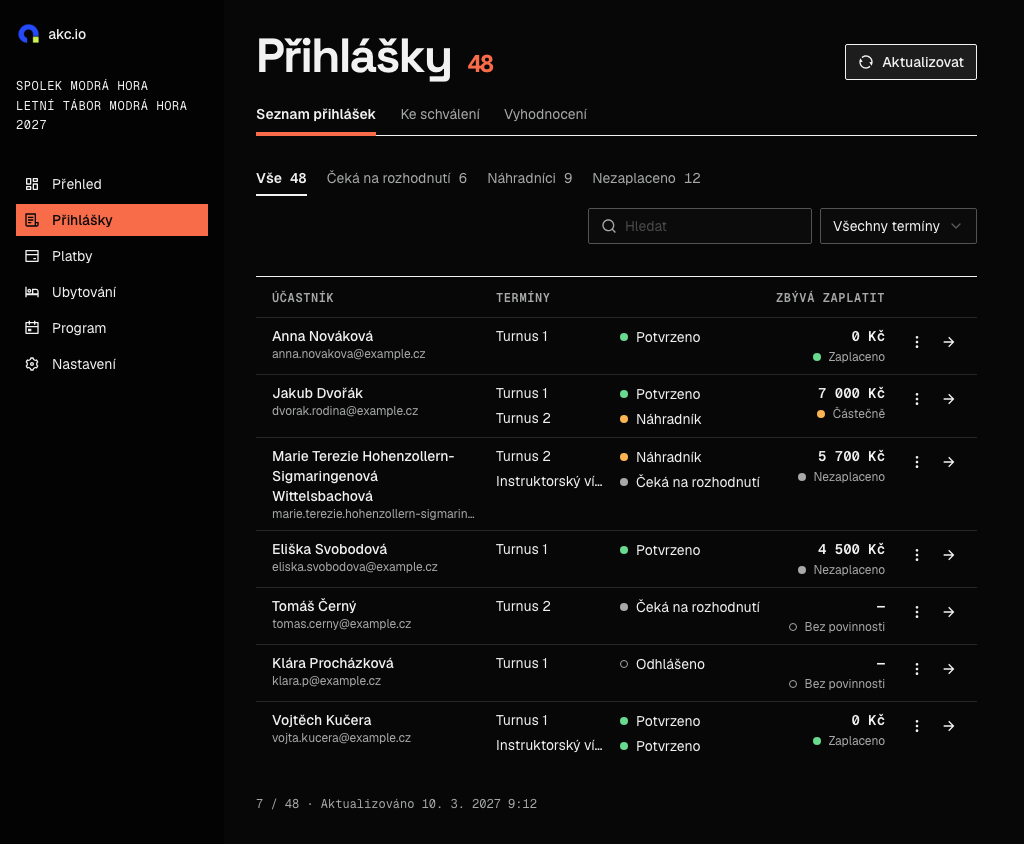 akc.io
SPOLEK MODRÁ HORA
LETNÍ TÁBOR MODRÁ HORA
2027
Přehled
Přihlášky
Platby
Ubytování
Program
Nastavení
Přihlášky 48
Aktualizovat
Seznam přihlášek Ke schválení Vyhodnocení
Vše 48 Čeká na rozhodnutí 6 Náhradníci 9 Nezaplaceno 12
Hledat
Všechny termíny
ÚČASTNÍK TERMÍNY ZBÝVÁ ZAPLATIT
Anna Nováková Turnus 1 Potvrzeno 0 Kč
anna.novakova@example.cz Zaplaceno
Jakub Dvořák Turnus 1 Potvrzeno 7 000 Kč
dvorak.rodina@example.cz Turnus 2 Náhradník Částečně
Marie Terezie Hohenzollern- Turnus 2 Náhradník 5 700 Kč
Sigmaringenová Instruktorský ví… Čeká na rozhodnutí Nezaplaceno
Wittelsbachová
marie.terezie.hohenzollern-sigmarin…
Eliška Svobodová Turnus 1 Potvrzeno 4 500 Kč
eliska.svobodova@example.cz Nezaplaceno
Tomáš Černý Turnus 2 Čeká na rozhodnutí –
tomas.cerny@example.cz Bez povinnosti
Klára Procházková Turnus 1 Odhlášeno –
klara.p@example.cz Bez povinnosti
Vojtěch Kučera Turnus 1 Potvrzeno 0 Kč
vojta.kucera@example.cz Instruktorský ví… Potvrzeno Zaplaceno
7 / 48 · Aktualizováno 10. 3. 2027 9:12